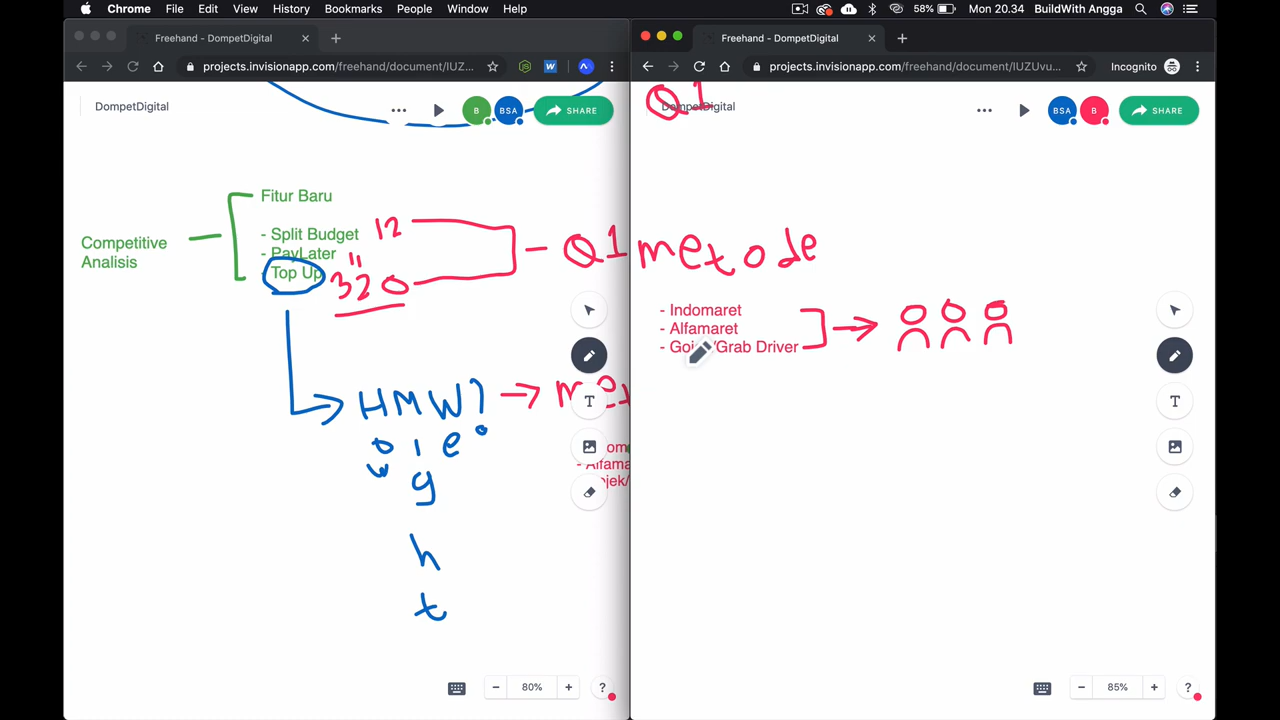 Chrome File Edit View History Bookmarks People Window Help 58% Mon 20.34 BuildWith Angga
Freehand - DompetDigital
projects.invisionapp.com/freehand/document/IUZ...
DompetDigital
B BSA SHARE
Fitur Baru
- Split Budget 12
Competitive
Analisis
- PayLater
- Top Up 320
Q1
HMW?
o i e
w g
h
t
80%
?
Freehand - DompetDigital
projects.invisionapp.com/freehand/document/IUZUvu...
Incognito
Q1
DompetDigital
BSA B SHARE
metode
- Indomaret
- Alfamaret
/Grab Driver
T
T
85%
?